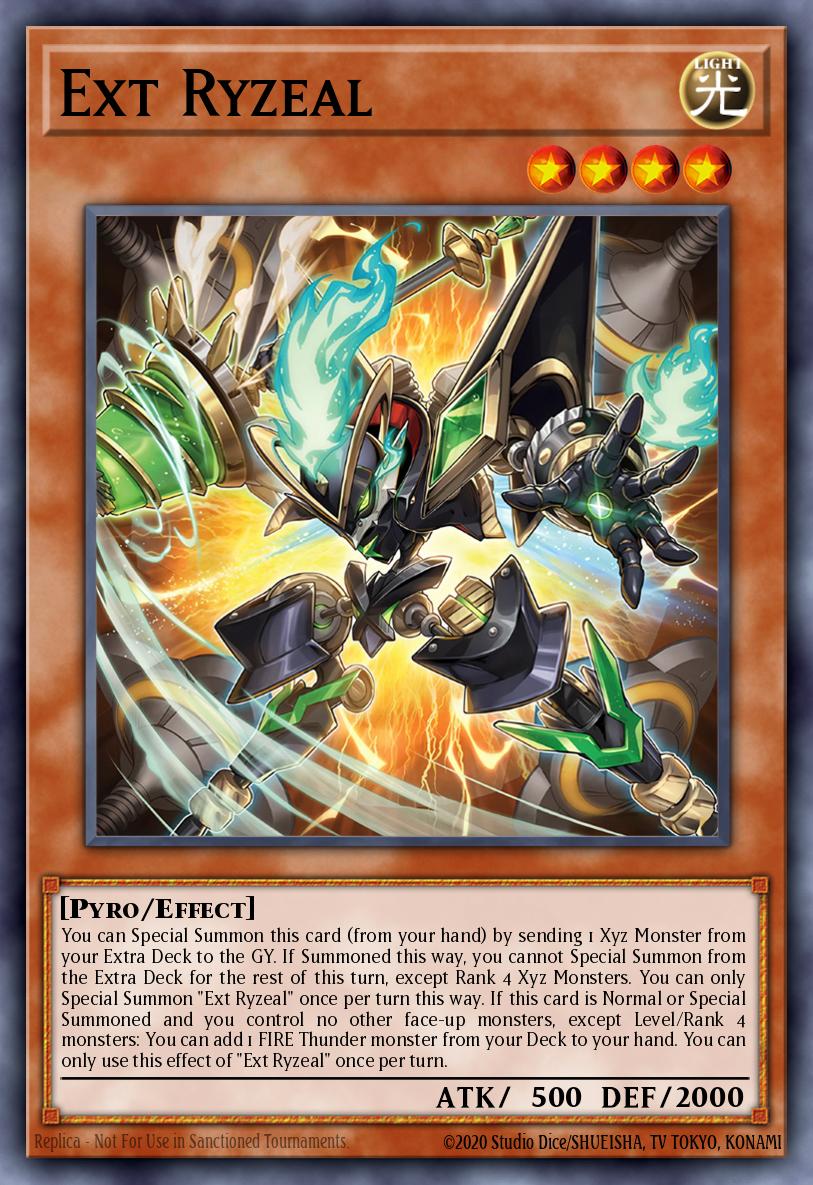 Ext Ryzeal
LIGHT
光
[Pyro/Effect]
You can Special Summon this card (from your hand) by sending 1 Xyz Monster from
your Extra Deck to the GY. If Summoned this way, you cannot Special Summon from
the Extra Deck for the rest of this turn, except Rank 4 Xyz Monsters. You can only
Special Summon "Ext Ryzeal" once per turn this way. If this card is Normal or Special
Summoned and you control no other face-up monsters, except Level/Rank 4
monsters: You can add 1 FIRE Thunder monster from your Deck to your hand. You can
only use this effect of "Ext Ryzeal" once per turn.
ATK/ 500 DEF/2000
Replica - Not For Use in Sanctioned Tournaments.
©2020 Studio Dice/SHUEISHA, TV TOKYO, KONAMI